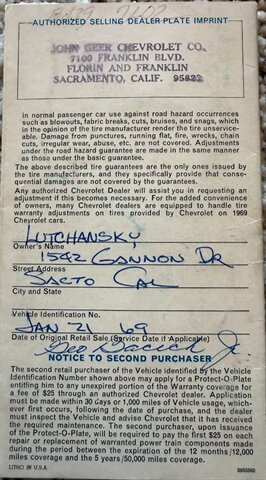 AUTHORIZED SELLING DEALER PLATE IMPRINT
JOHN GEER CHEVROLET CO.
7100 FRANKLIN BLVD.
FLORIN AND FRANKLIN
SACRAMENTO, CALIF. 95823
in normal passenger car use against road hazard occurrences
such as blowouts, fabric breaks, cuts, bruises, and snags, which
in the opinion of the tire manufacturer render the tire unservice-
able. Damage from punctures, running flat, fire, wrecks, chain
cuts, irregular wear, abuse, etc. are not covered. Adjustments
under the road hazard guarantee are made in the same manner
as those under the basic guarantee.
The above described guarantees are the only ones issued by
the tire manufacturers, and they specifically provide that conse-
quential damages are not covered by the guarantees.
Any authorized Chevrolet Dealer will assist you in requesting an
adjustment if this becomes necessary. For the added convenience
of owners, many Chevrolet dealers are equipped to handle tire
warranty adjustments on tires provided by Chevrolet on 1969
Chevrolet cars.
LUTCHANSKY
Owner's Name
1542 GANNON DR
Street Address
SACTO CAL
City and State
Vehicle Identification No.
JAN 21 69
Date of Original Retail Sale (Service Date if Applicable)
Jr.
NOTICE TO SECOND PURCHASER
The second retail purchaser of the Vehicle identified by the Vehicle
Identification Number shown above may apply for a Protect-O-Plate
entitling him to any unexpired portion of the Warranty coverage for
a fee of $25 through an authorized Chevrolet dealer. Application
must be made within 30 days or 1,000 miles of Vehicle usage, which-
ever first occurs, following the date of purchase, and the dealer
must inspect the Vehicle and advise Chevrolet that it has received
the required maintenance. The second purchaser, upon issuance
of the Protect-O-Plate, will be required to pay the first $25 on each
repair or replacement of warranted power train components made
during the period between the expiration of the 12 months/12,000
miles coverage and the 5 years/50,000 miles coverage.
LITHO IN U.S.A.
3955560